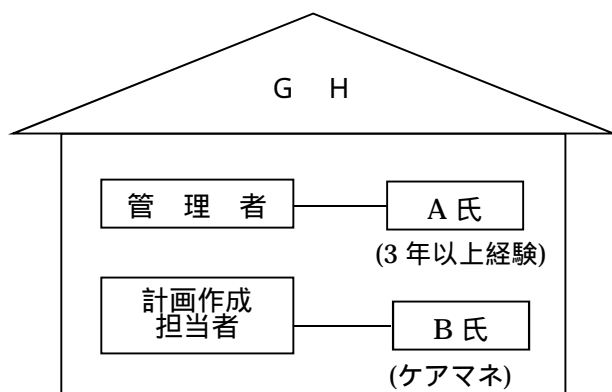 G H
管 理 者
A 氏
(3 年以上経験)
計画作成
担当者
B 氏
(ケアマネ)